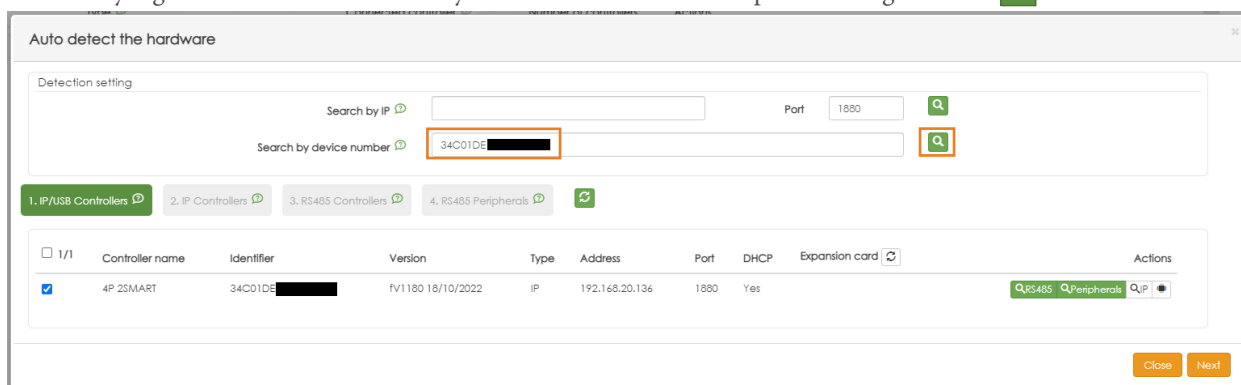 Auto detect the hardware
Detection setting
Search by IP
Port 1880
Search by device number 34C01DE
1. IP/USB Controllers 2. IP Controllers 3. RS485 Controllers 4. RS485 Peripherals
1/1 Controller name Identifier Version Type Address Port DHCP Expansion card Actions
4P 2SMART 34C01DE fV1180 18/10/2022 IP 192.168.20.136 1880 Yes RS485 Peripherals IP
Close Next